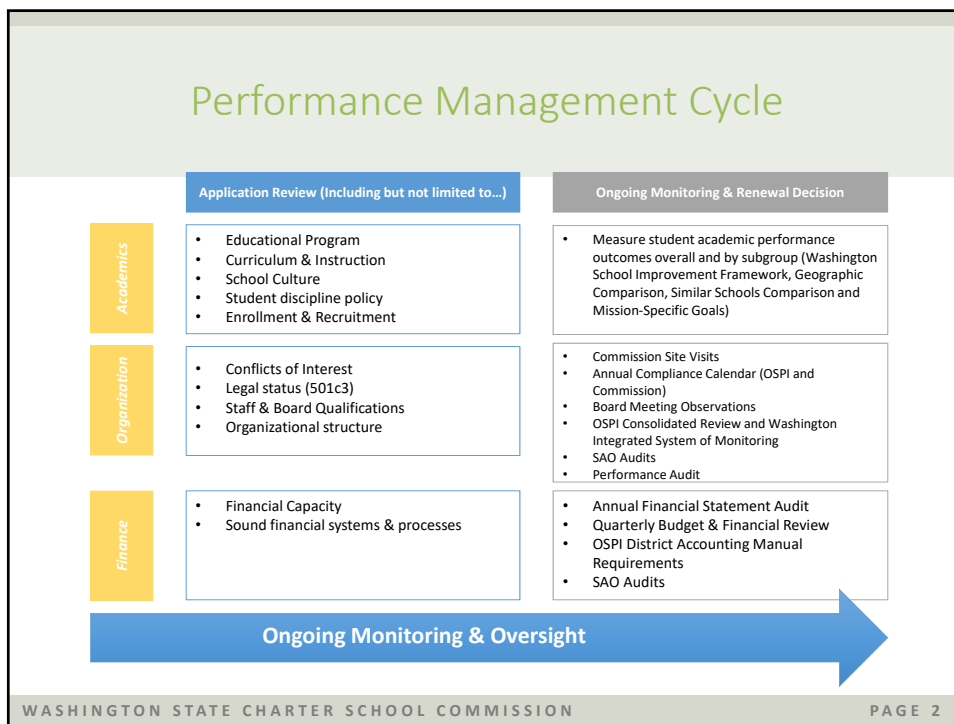 Performance Management Cycle
Application Review (Including but not limited to…)
Ongoing Monitoring & Renewal Decision
Academics
• Educational Program
• Curriculum & Instruction
• School Culture
• Student discipline policy
• Enrollment & Recruitment
• Measure student academic performance
outcomes overall and by subgroup (Washington
School Improvement Framework, Geographic
Comparison, Similar Schools Comparison and
Mission-Specific Goals)
Organization
• Conflicts of Interest
• Legal status (501c3)
• Staff & Board Qualifications
• Organizational structure
• Commission Site Visits
• Annual Compliance Calendar (OSPI and
Commission)
• Board Meeting Observations
• OSPI Consolidated Review and Washington
Integrated System of Monitoring
• SAO Audits
• Performance Audit
Finance
• Financial Capacity
• Sound financial systems & processes
• Annual Financial Statement Audit
• Quarterly Budget & Financial Review
• OSPI District Accounting Manual
Requirements
• SAO Audits
Ongoing Monitoring & Oversight
WASHINGTON STATE CHARTER SCHOOL COMMISSION
PAGE 2